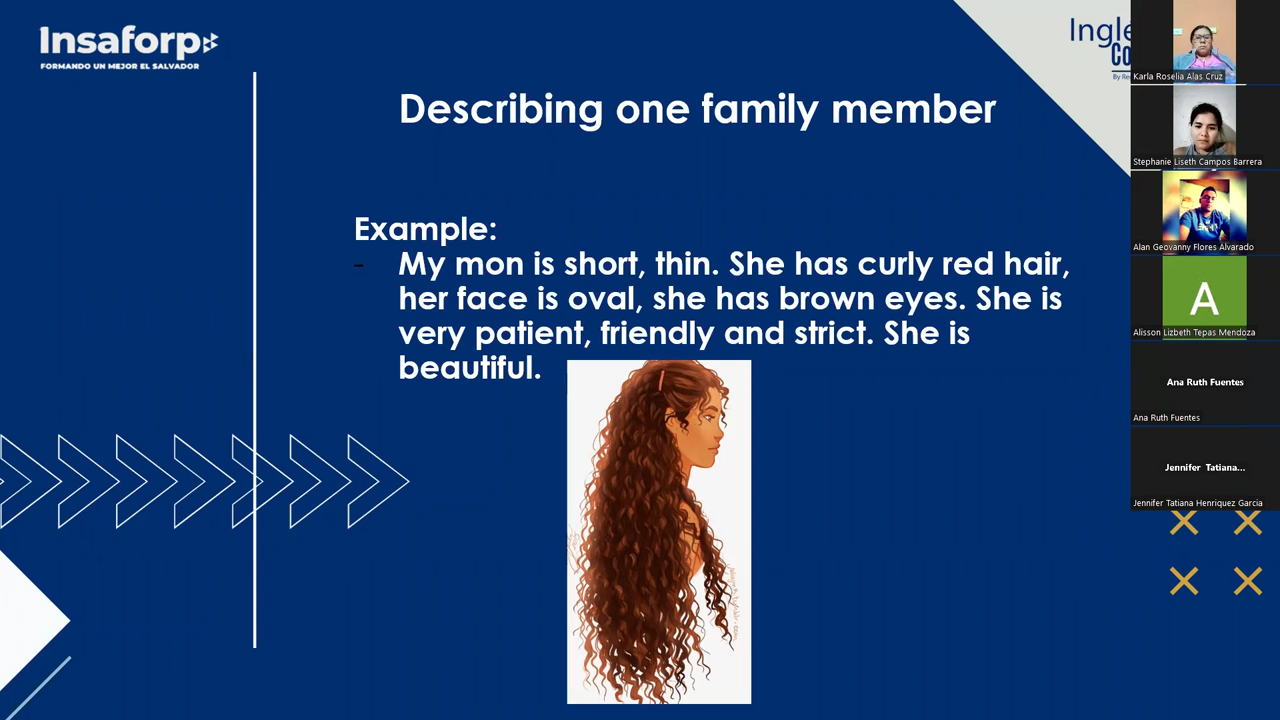 Insaforp
FORMANDO UN MEJOR EL SALVADOR
Describing one family member
Example:
- My mon is short, thin. She has curly red hair,
her face is oval, she has brown eyes. She is
very patient, friendly and strict. She is
beautiful.
Karla Roselia Alas Cruz
Stephanie Liseth Campos Barrera
Alan Geovanny Flores Alvarado
A
Alisson Lizbeth Tepas Mendoza
Ana Ruth Fuentes
Ana Ruth Fuentes
Jennifer Tatiana...
Jennifer Tatiana Henriquez Garcia